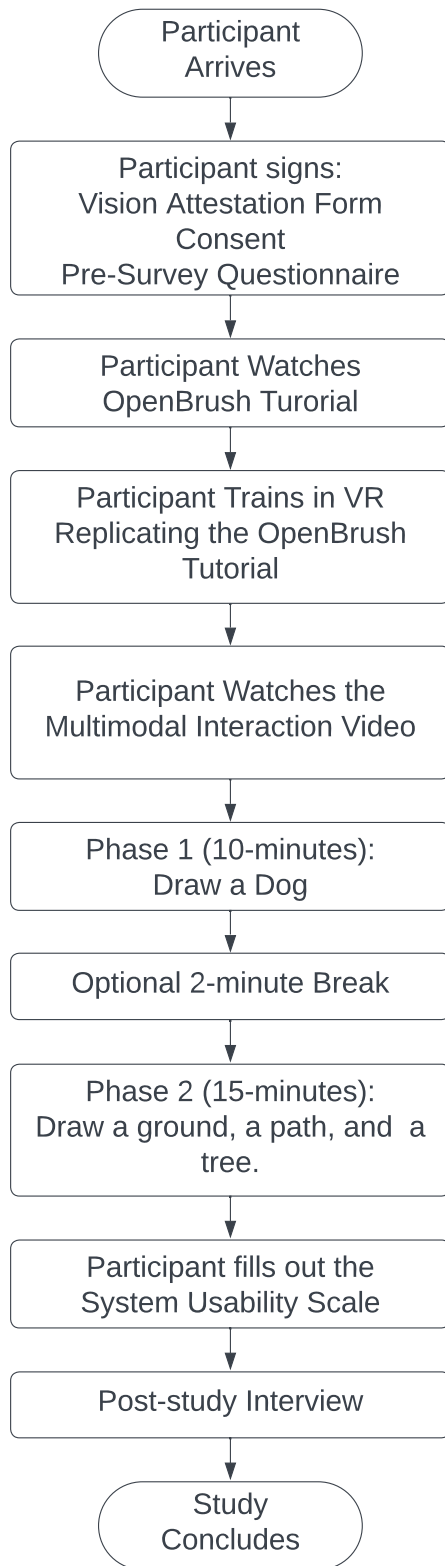 Participant
Arrives
Participant signs:
Vision Attestation Form
Consent
Pre-Survey Questionnaire
Participant Watches
OpenBrush Turorial
Participant Trains in VR
Replicating the OpenBrush
Tutorial
Participant Watches the
Multimodal Interaction Video
Phase 1 (10-minutes):
Draw a Dog
Optional 2-minute Break
Phase 2 (15-minutes):
Draw a ground, a path, and  a
tree.
Participant fills out the
System Usability Scale
Post-study Interview
Study
Concludes